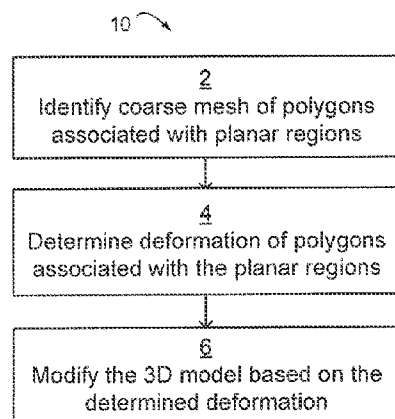 10
2
Identify coarse mesh of polygons
associated with planar regions
4
Determine deformation of polygons
associated with the planar regions
6
Modify the 3D model based on the
determined deformation